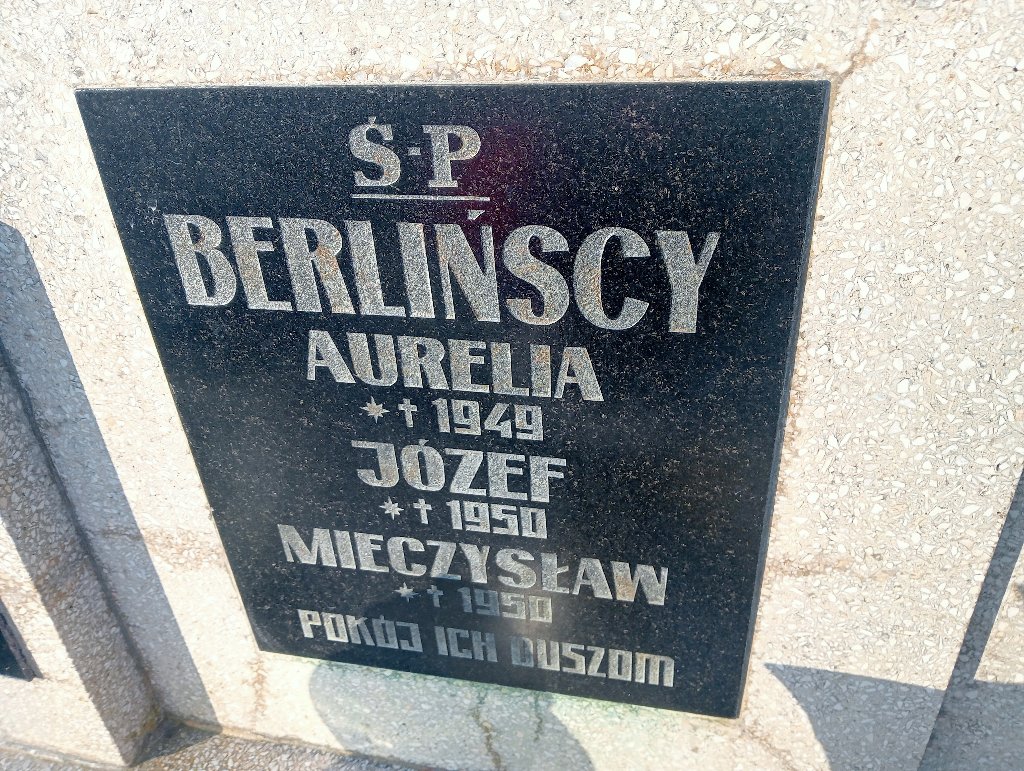 Ś-P
BERLIŃSCY
AURELIA
* † 1949
JÓZEF
* † 1950
MIECZYSŁAW
* † 1950
POKÓJ ICH DUSZOM